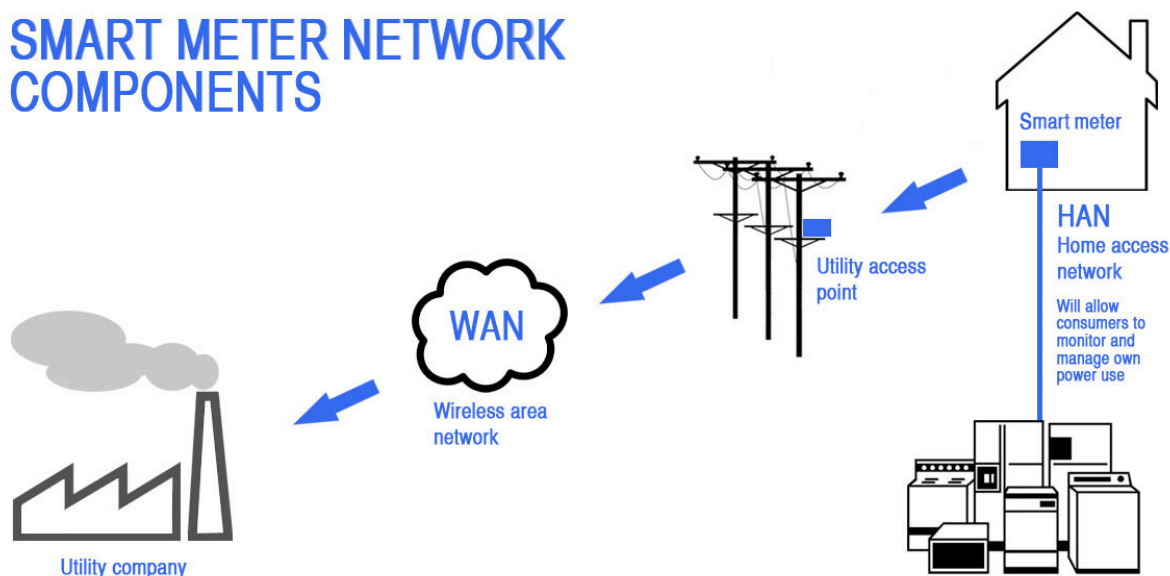 SMART METER NETWORK
COMPONENTS
Smart meter
HAN
Home access
network
Will allow
consumers to
monitor and
manage own
power use
Utility access
point
WAN
Wireless area
network
Utility company